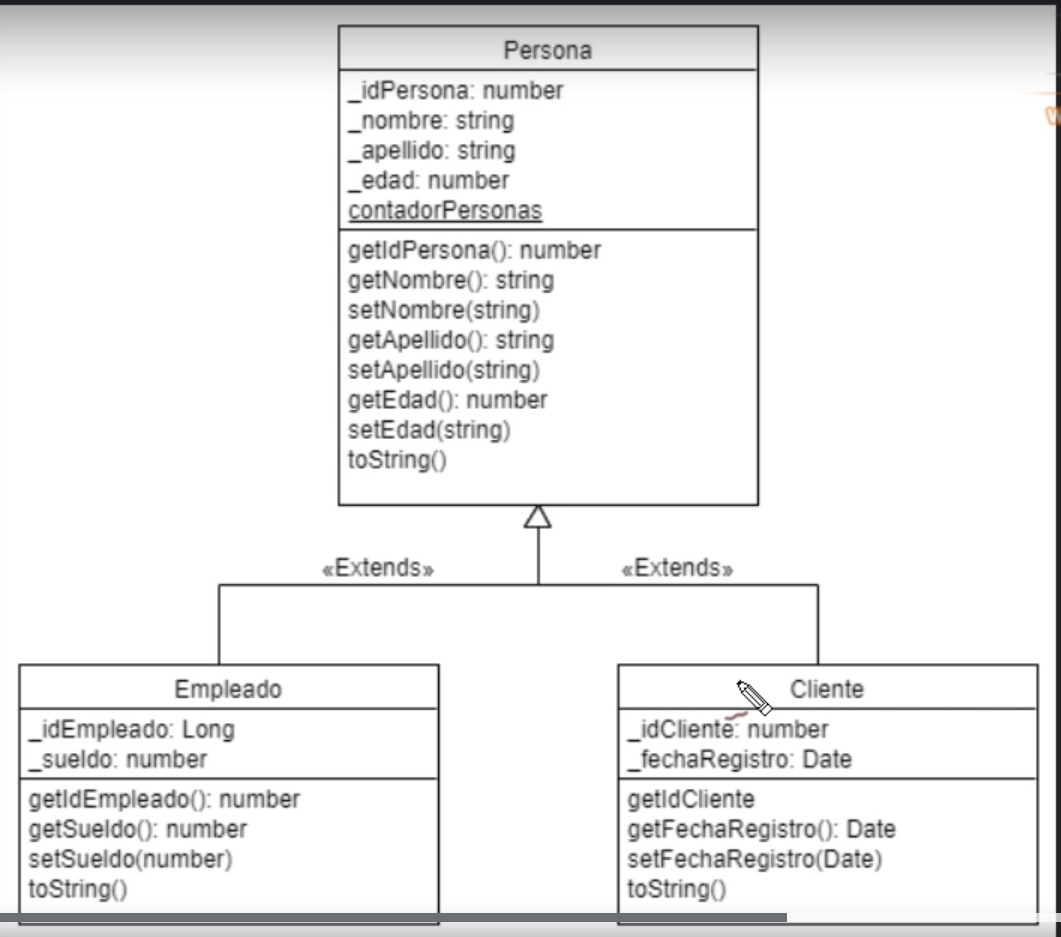 Persona
_idPersona: number
_nombre: string
_apellido: string
_edad: number
contadorPersonas
getIdPersona(): number
getNombre(): string
setNombre(string)
getApellido(): string
setApellido(string)
getEdad(): number
setEdad(string)
toString()
«Extends»
«Extends»
Empleado
_idEmpleado: Long
_sueldo: number
getIdEmpleado(): number
getSueldo(): number
setSueldo(number)
toString()
Cliente
_idCliente: number
_fechaRegistro: Date
getIdCliente
getFechaRegistro(): Date
setFechaRegistro(Date)
toString()